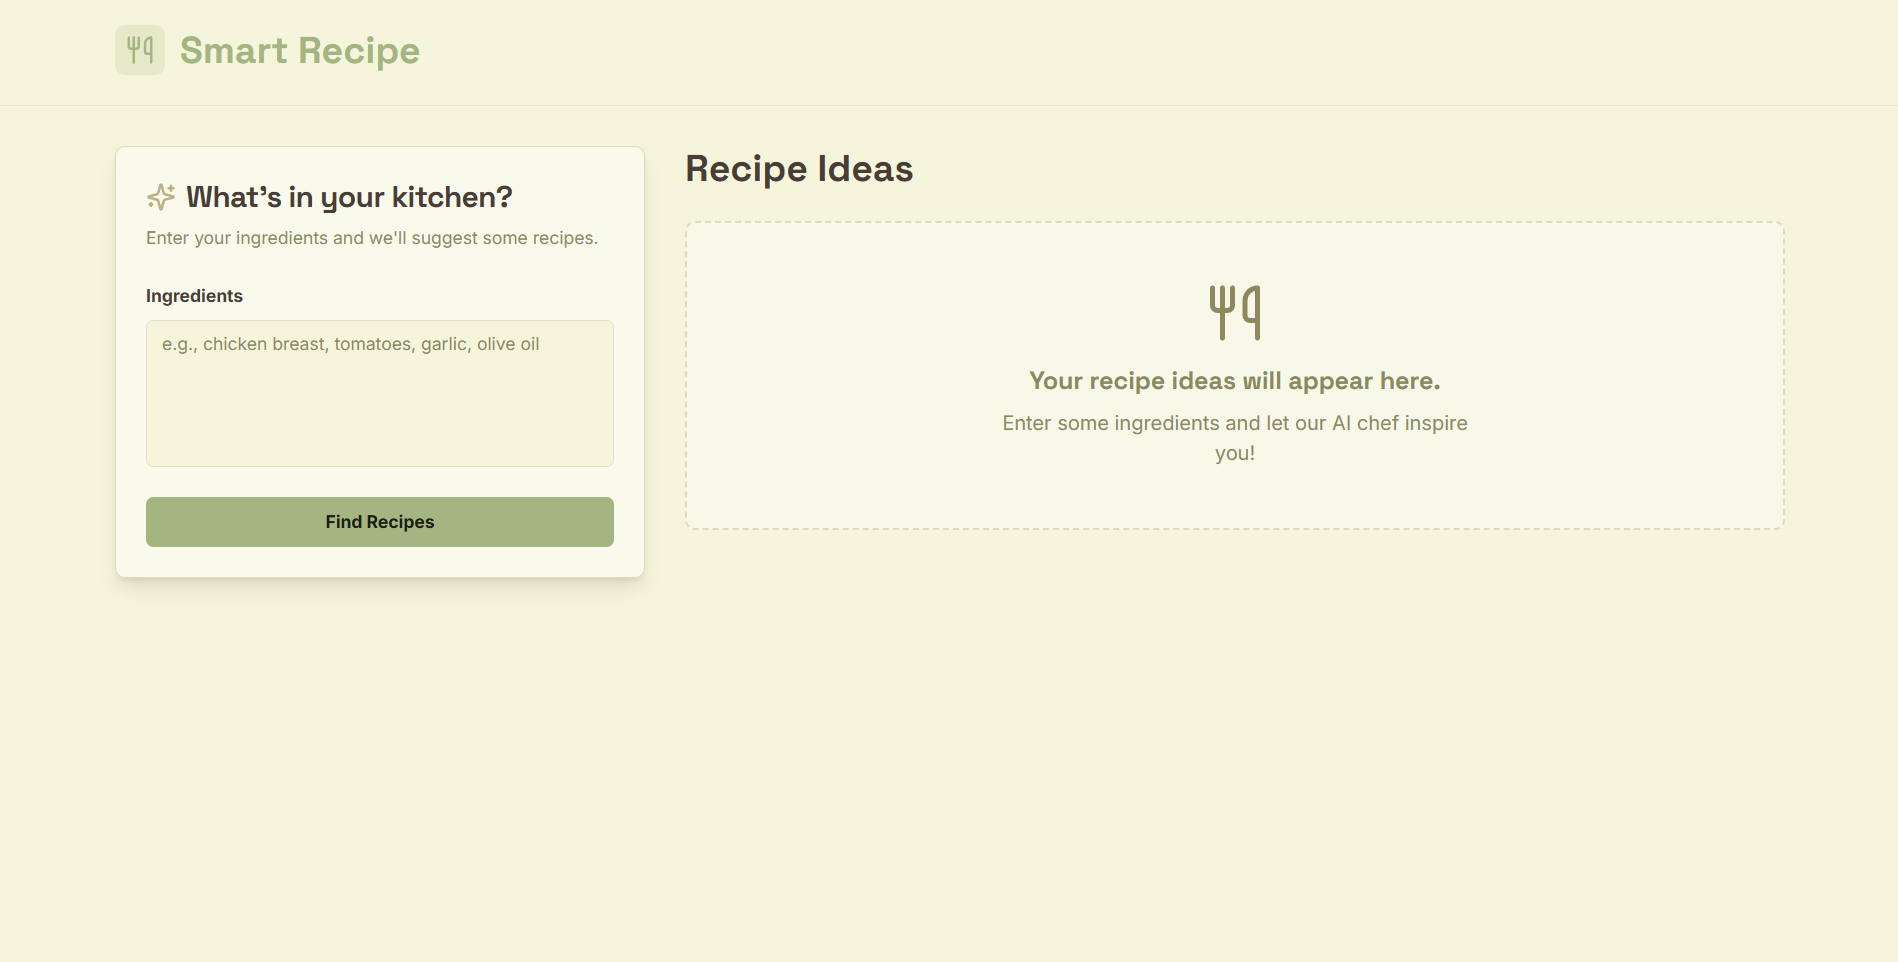 Smart Recipe
What's in your kitchen?
Enter your ingredients and we'll suggest some recipes.
Ingredients
e.g., chicken breast, tomatoes, garlic, olive oil
Find Recipes
Recipe Ideas
Your recipe ideas will appear here.
Enter some ingredients and let our AI chef inspire
you!